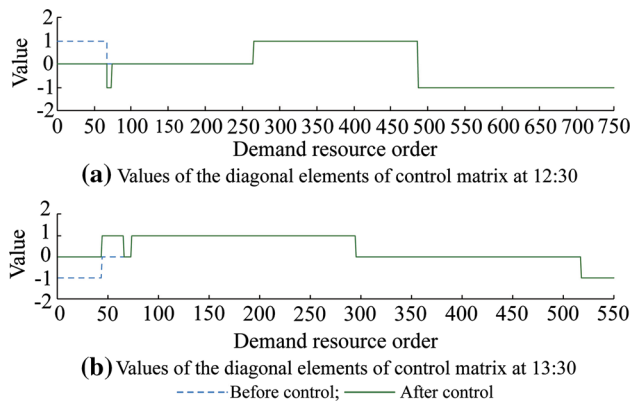 2
1
0
-1
-2
Value
0 50 100 150 200 250 300 350 400 450 500 550 600 650 700 750
Demand resource order
(a) Values of the diagonal elements of control matrix at 12:30
2
1
0
-1
-2
Value
0 50 100 150 200 250 300 350 400 450 500 550
Demand resource order
(b) Values of the diagonal elements of control matrix at 13:30
Before control; After control